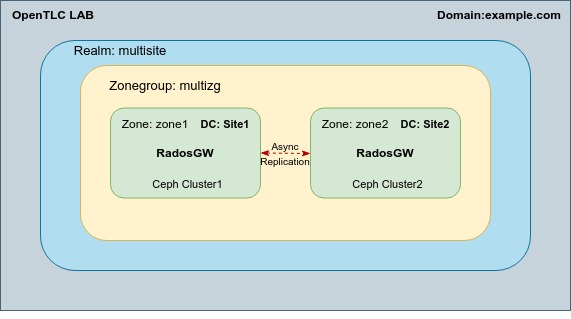 OpenTLC LAB
Domain:example.com
Realm: multisite
Zonegroup: multizg
Zone: zone1 DC: Site1
RadosGW
Ceph Cluster1
Async
Replication
Zone: zone2 DC: Site2
RadosGW
Ceph Cluster2